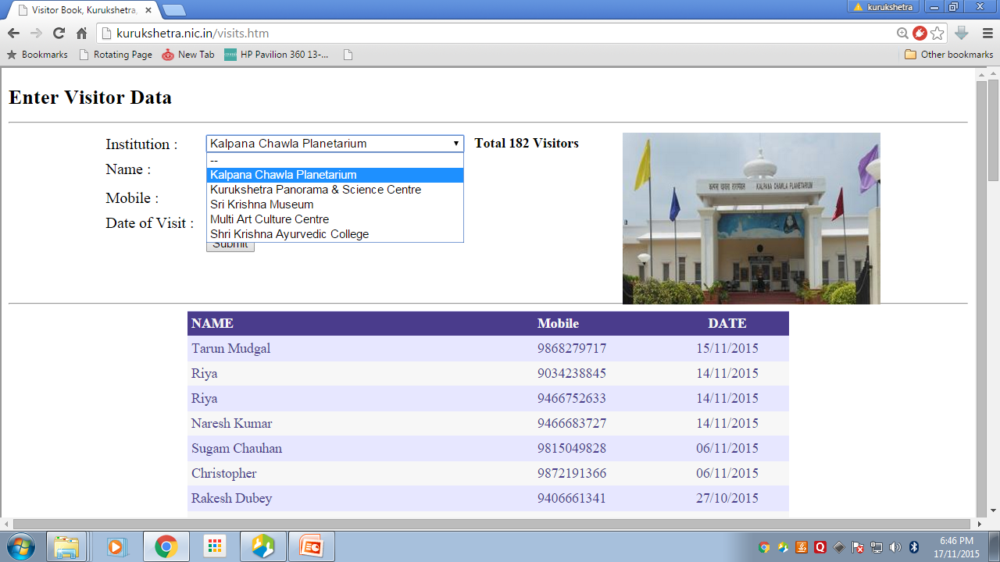 Visitor Book, Kurukshetra,
kurukshetra
kurukshetra.nic.in/visits.htm
Bookmarks Rotating Page New Tab HP Pavilion 360 13-... Other bookmarks
Enter Visitor Data
Institution : Kalpana Chawla Planetarium Total 182 Visitors
--
Kalpana Chawla Planetarium
Name :
Kurukshetra Panorama & Science Centre
Mobile :
Sri Krishna Museum
Multi Art Culture Centre
Date of Visit :
Shri Krishna Ayurvedic College
Submit
कल्पना चावला तारामण्डल KALPANA CHAWLA PLANETARIUM
NAME Mobile DATE
Tarun Mudgal 9868279717 15/11/2015
Riya 9034238845 14/11/2015
Riya 9466752633 14/11/2015
Naresh Kumar 9466683727 14/11/2015
Sugam Chauhan 9815049828 06/11/2015
Christopher 9872191366 06/11/2015
Rakesh Dubey 9406661341 27/10/2015
6:46 PM
17/11/2015